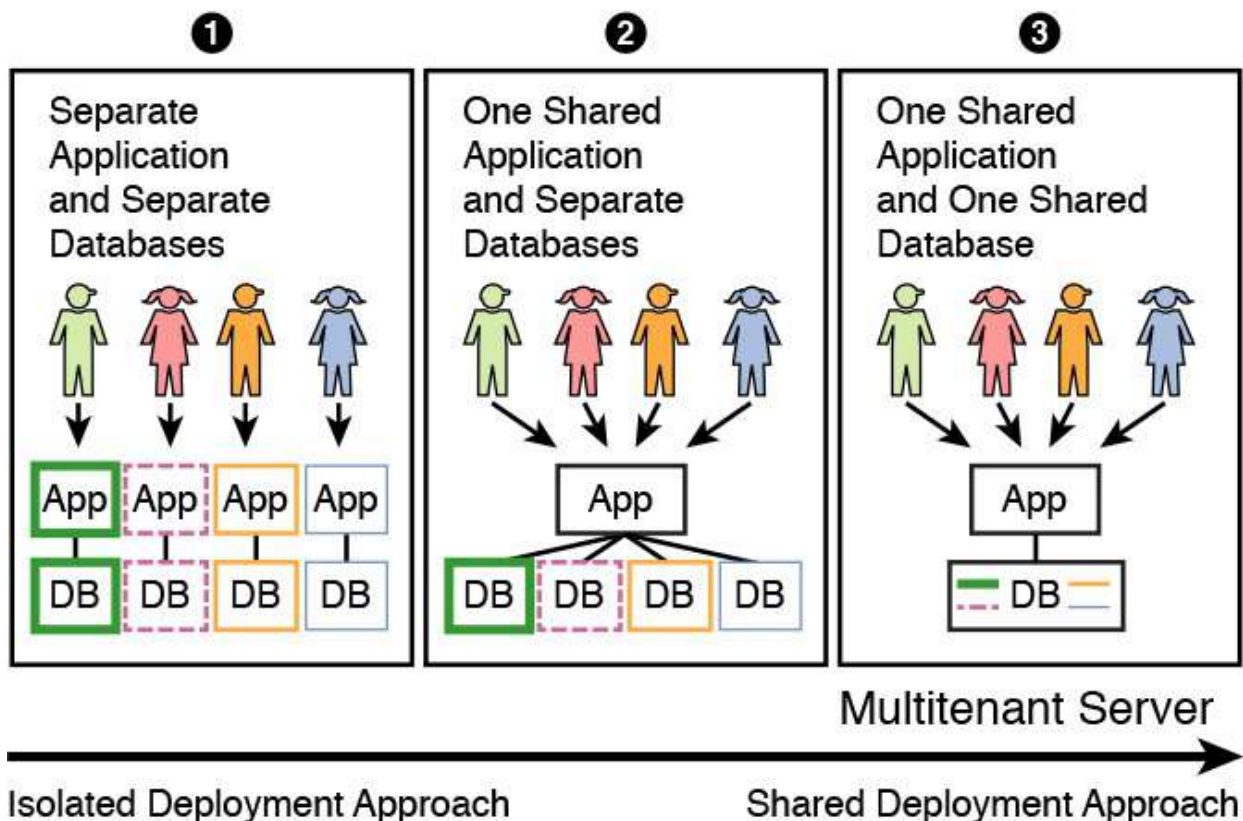 1
2
3
Separate
Application
and Separate
Databases
App
App
App
App
DB
DB
DB
DB
One Shared
Application
and Separate
Databases
App
DB
DB
DB
DB
One Shared
Application
and One Shared
Database
App
DB
Multitenant Server
Isolated Deployment Approach
Shared Deployment Approach